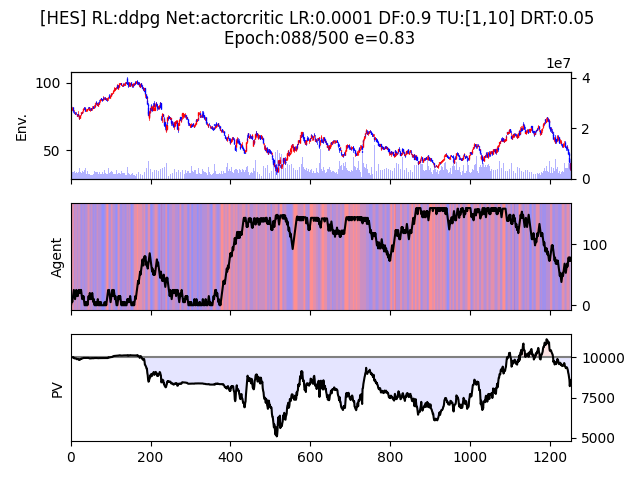 [HES] RL:ddpg Net:actorcritic LR:0.0001 DF:0.9 TU:[1,10] DRT:0.05
Epoch:088/500 e=0.83
1e7
Env.
100
50
4
2
0
Agent
100
0
PV
10000
7500
5000
0 200 400 600 800 1000 1200